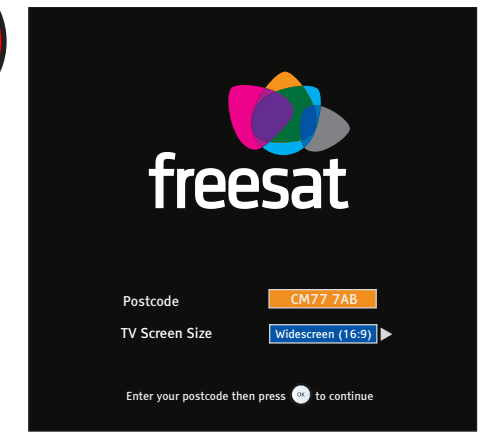 freesat
Postcode CM77 7AB
TV Screen Size Widescreen (16:9)
Enter your postcode then press OK to continue